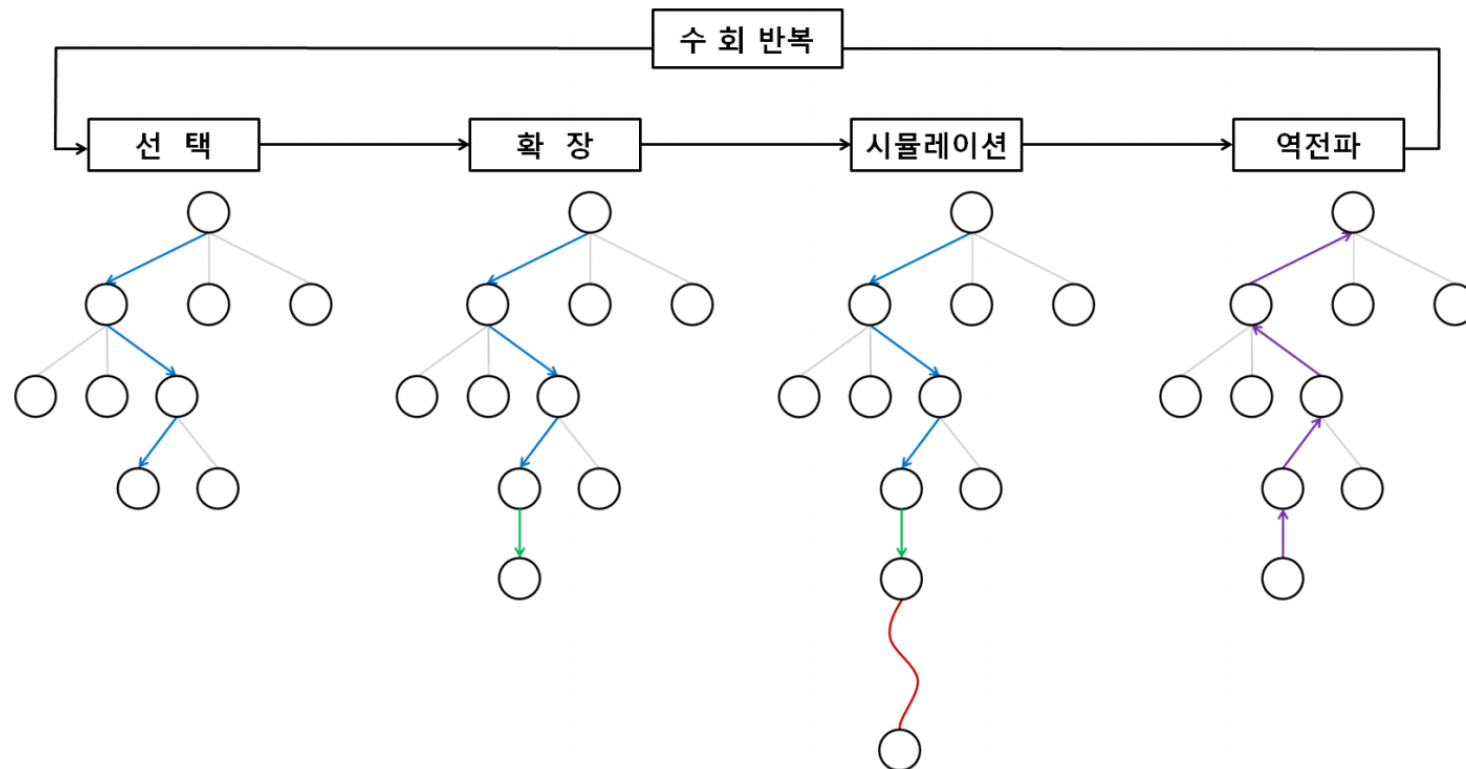 수 회 반복
선 택
확 장
시뮬레이션
역전파